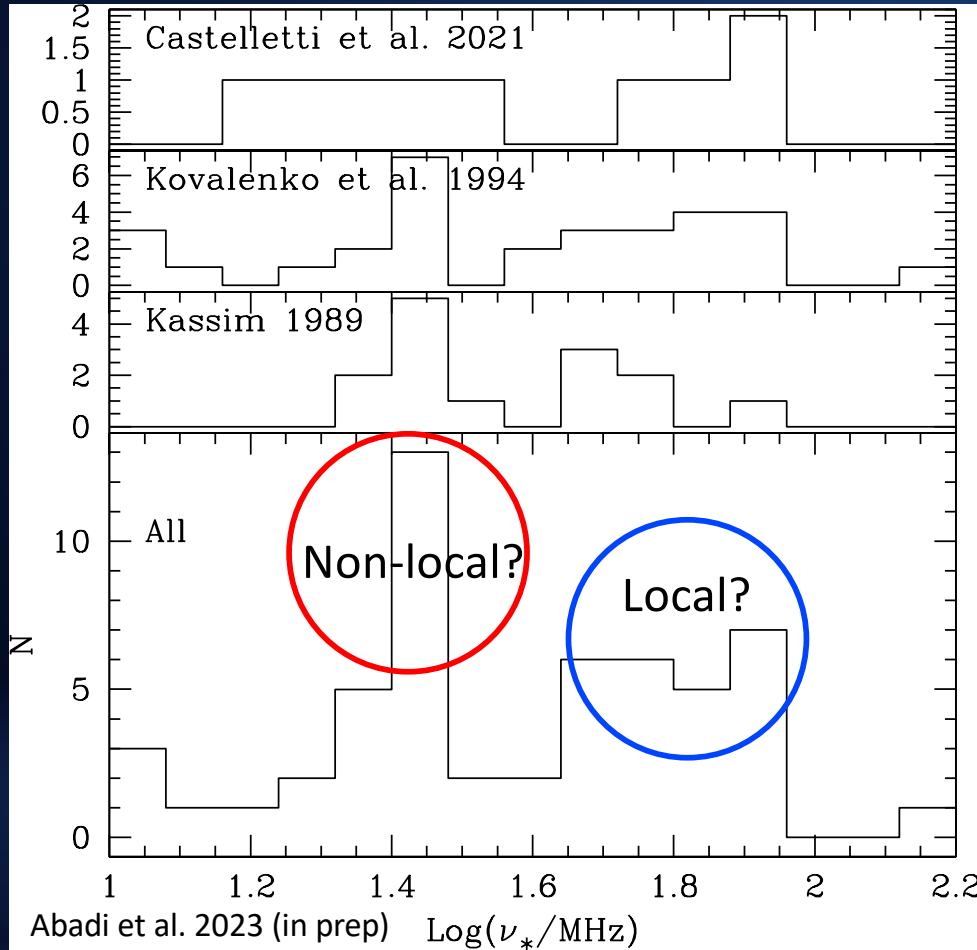 2
1.5
1
0.5
0
Castelletti et al. 2021
6
4
2
0
Kovalenko et al. 1994
4
2
0
Kassim 1989
10
5
0
N
All
Non-local?
Local?
1 1.2 1.4 1.6 1.8 2 2.2
Abadi et al. 2023 (in prep) Log(ν*/MHz)